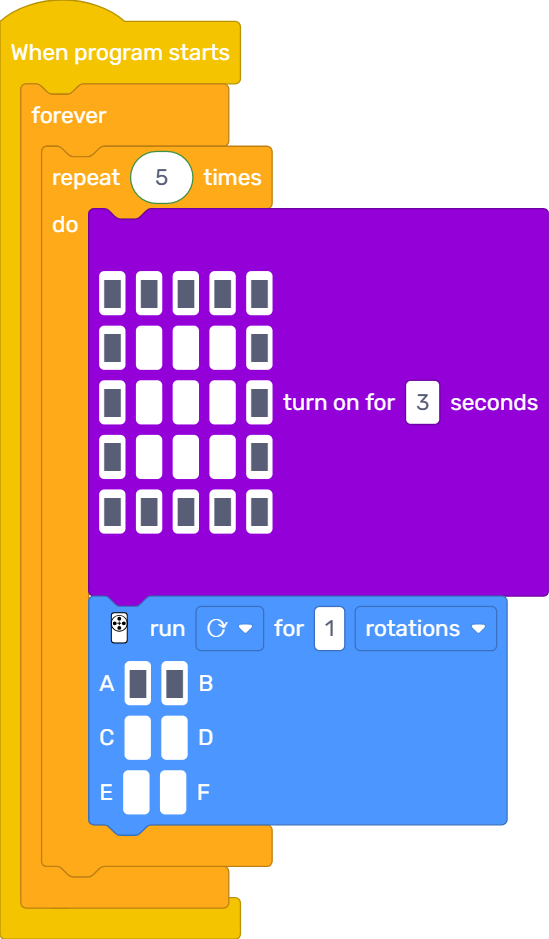 When program starts
forever
repeat 5 times
do
turn on for 3 seconds
run for 1 rotations
A B
C D
E F